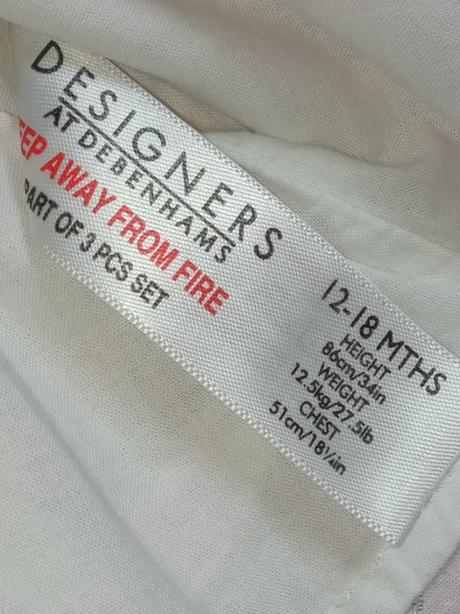 DESIGNERS
AT DEBENHAMS
EEP AWAY FROM FIRE
PART OF 3 PCS SET
12-18 MTHS
HEIGHT
86cm/34in
WEIGHT
12.5kg/27.5lb
CHEST
51cm/18¼in